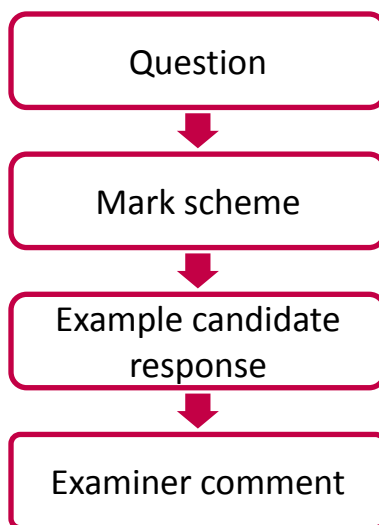 Question
Mark scheme
Example candidate
response
Examiner comment